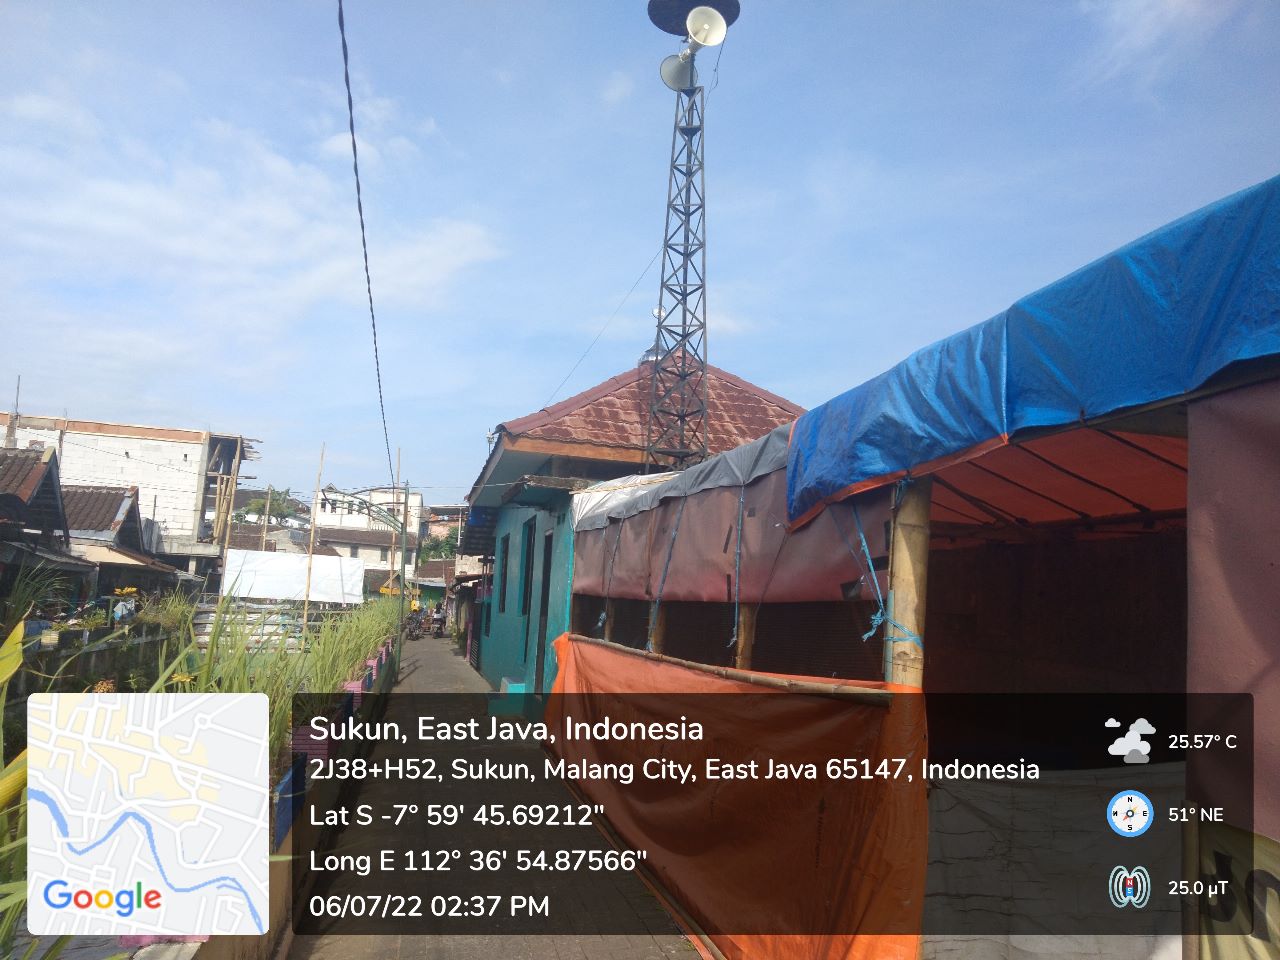 Sukun, East Java, Indonesia
2J38+H52, Sukun, Malang City, East Java 65147, Indonesia
Lat S -7° 59' 45.69212"
Long E 112° 36' 54.87566"
06/07/22 02:37 PM
25.57° C
51° NE
25.0 µT
Google